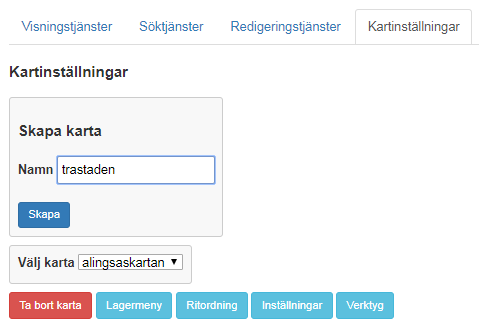 Visningstjänster Söktjänster Redigeringstjänster Kartinställningar
Kartinställningar
Skapa karta
Namn trastaden
Skapa
Välj karta alingsaskartan
Ta bort karta Lagermeny Ritordning Inställningar Verktyg